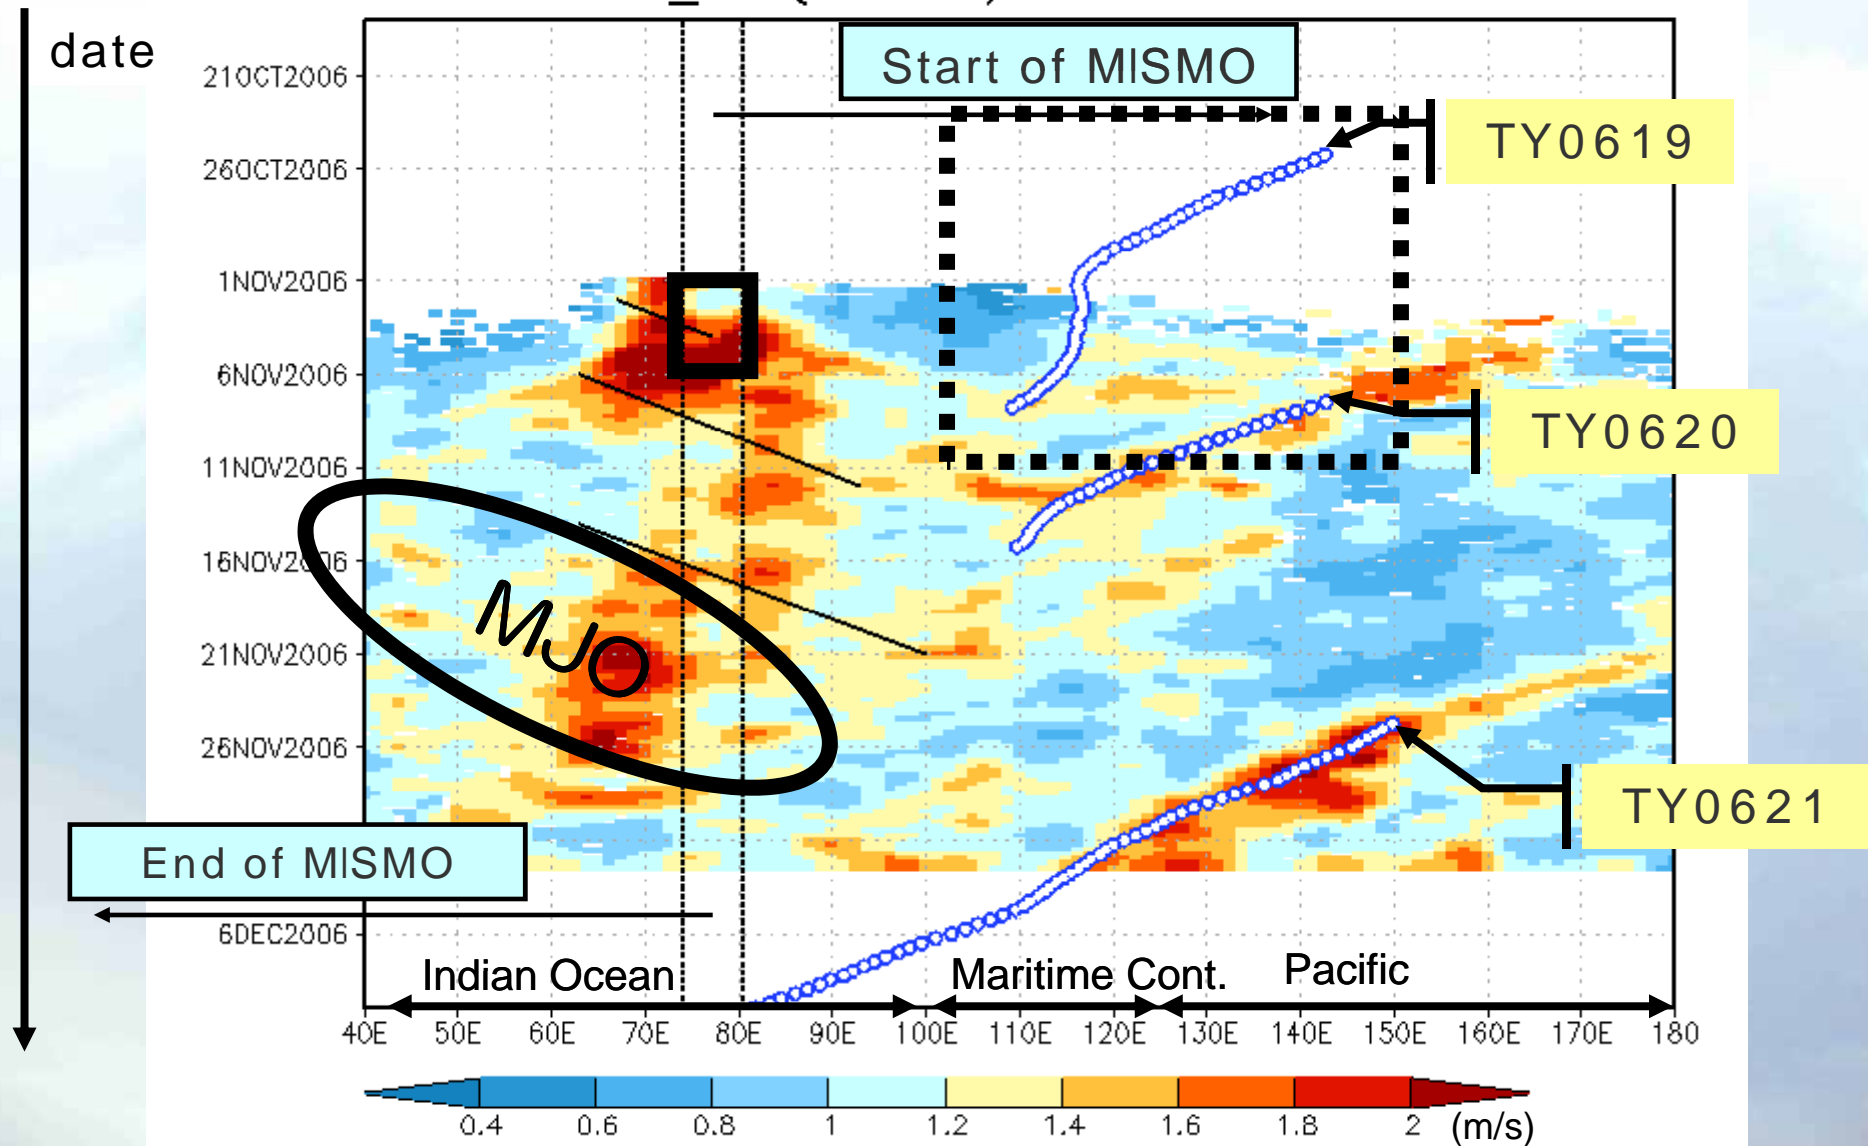 date
Start of MISMO
21OCT2006
TY0619
26OCT2006
1NOV2006
6NOV2006
TY0620
11NOV2006
16NOV2006
MJO
21NOV2006
26NOV2006
TY0621
End of MISMO
6DEC2006
Indian Ocean Maritime Cont. Pacific
40E 50E 60E 70E 80E 90E 100E 110E 120E 130E 140E 150E 160E 170E 180
0.4 0.6 0.8 1 1.2 1.4 1.6 1.8 2 (m/s)